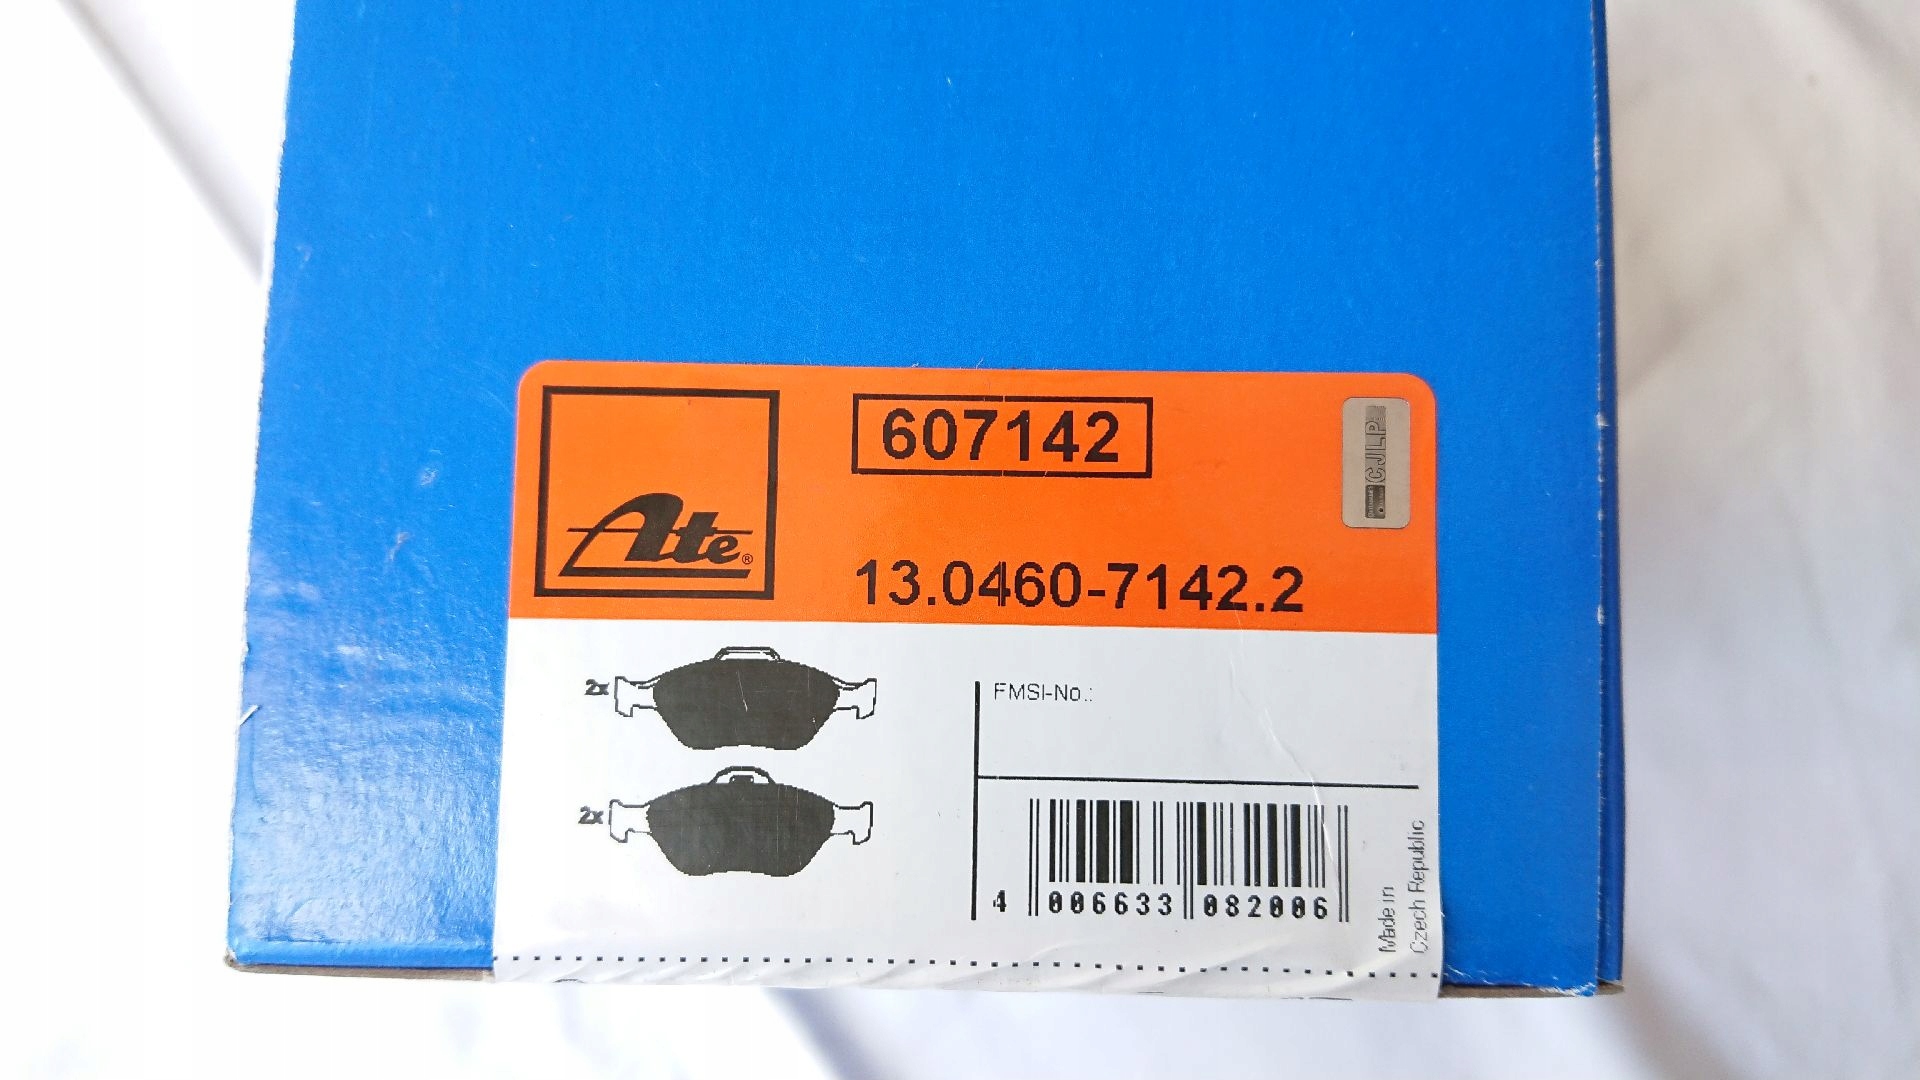 607142
CJLP
Ate®
13.0460-7142.2
2x
FMSI-No.:
2x
4 006633 082006
Made in
Czech Republic